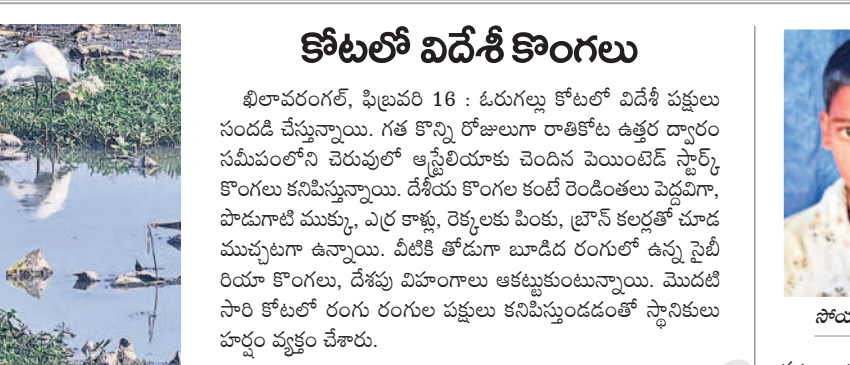 కోటలో విదేశీ కొంగలు
ఖిలావరంగల్, ఫిబ్రవరి 16 : ఓరుగల్లు కోటలో విదేశీ పక్షులు
సందడి చేస్తున్నాయి. గత కొన్ని రోజులుగా రాతికోట ఉత్తర ద్వారం
సమీపంలోని చెరువులో ఆస్ట్రేలియాకు చెందిన పెయింటెడ్ స్టార్క్
కొంగలు కనిపిస్తున్నాయి. దేశీయ కొంగల కంటే రెండింతలు పెద్దవిగా,
పొడుగాటి ముక్కు, ఎర్ర కాళ్లు, రెక్కలకు పింకు, బ్రౌన్ కలర్లతో చూడ
ముచ్చటగా ఉన్నాయి. వీటికి తోడుగా బూడిద రంగులో ఉన్న సైబీ
రియా కొంగలు, దేశపు విహంగాలు ఆకట్టుకుంటున్నాయి. మొదటి
సారి కోటలో రంగు రంగుల పక్షులు కనిపిస్తుండడంతో స్థానికులు
హర్షం వ్యక్తం చేశారు.